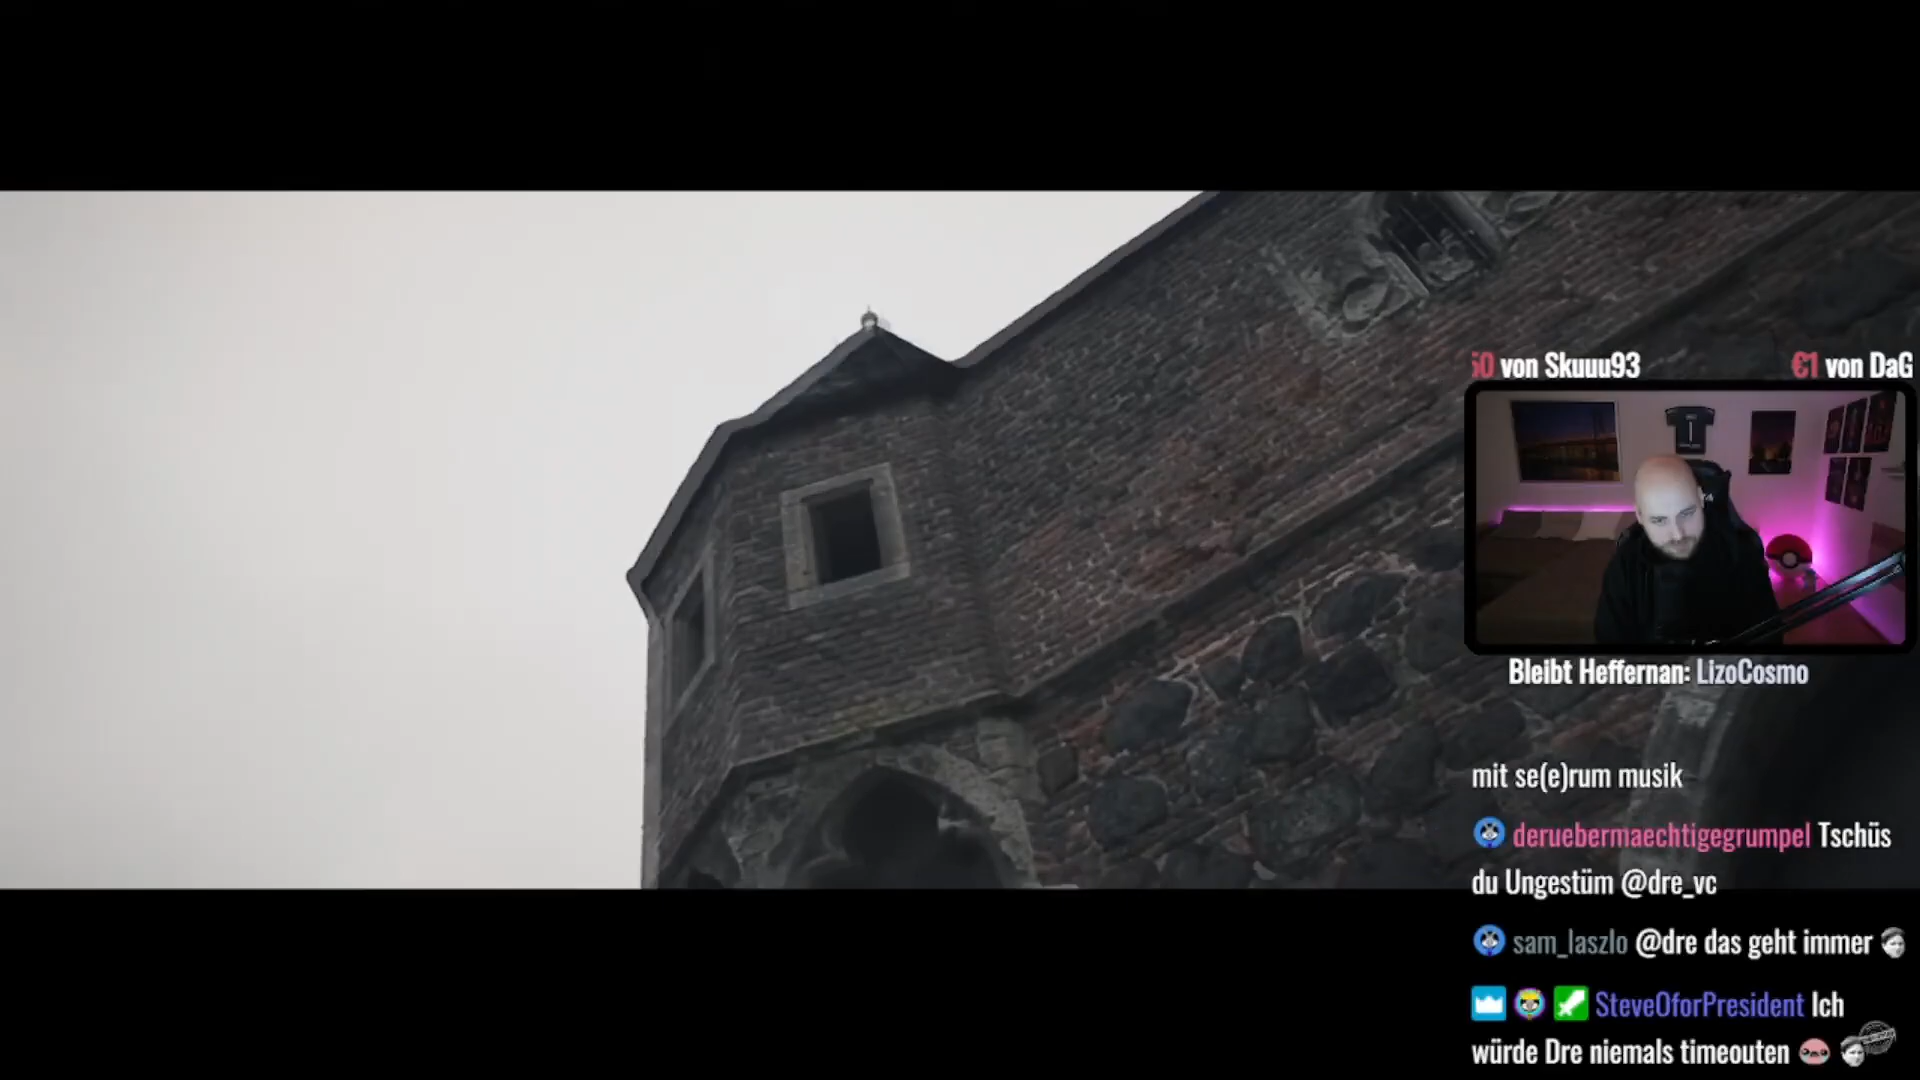 50 von Skuuu93 €1 von DaG
Bleibt Heffernan: LizoCosmo
mit se(e)rum musik
deruebermaechtigegrumpel Tschüs
du Ungestüm @dre_vc
sam_laszlo @dre das geht immer
SteveOforPresident Ich
würde Dre niemals timeouten